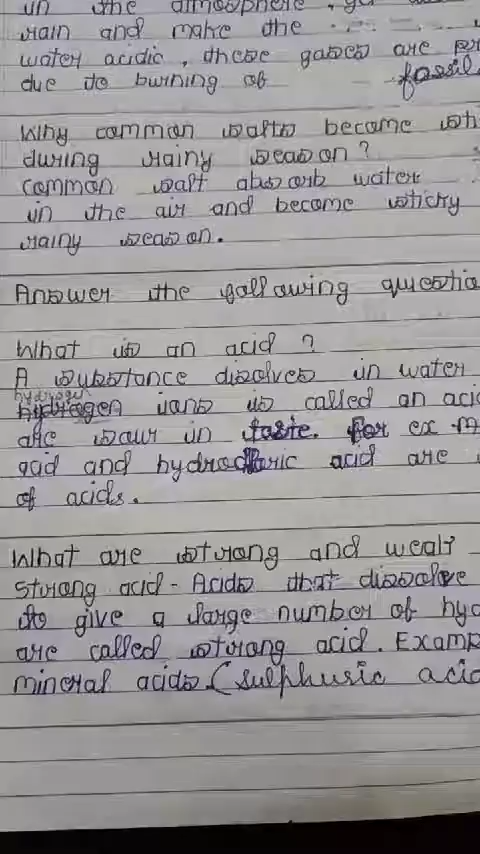 in the atmosphere, g
rain and make the
water acidic, these gases are
due to burning of fossil
Why common salts become sti
during rainy season?
common salt absorb water
in the air and become sticky
rainy season.
Answer the following questio
What is an acid ?
A substance dissolves in water
hydrogen
hydrogen ions is called an aci
are sour in taste. For ex -
acid and hydrochloric acid are
of acids.
What are strong and weak
strong acid - Acids that dissolve
to give a large number of hyd
are called strong acid. Examp
mineral acids (sulphuric acid